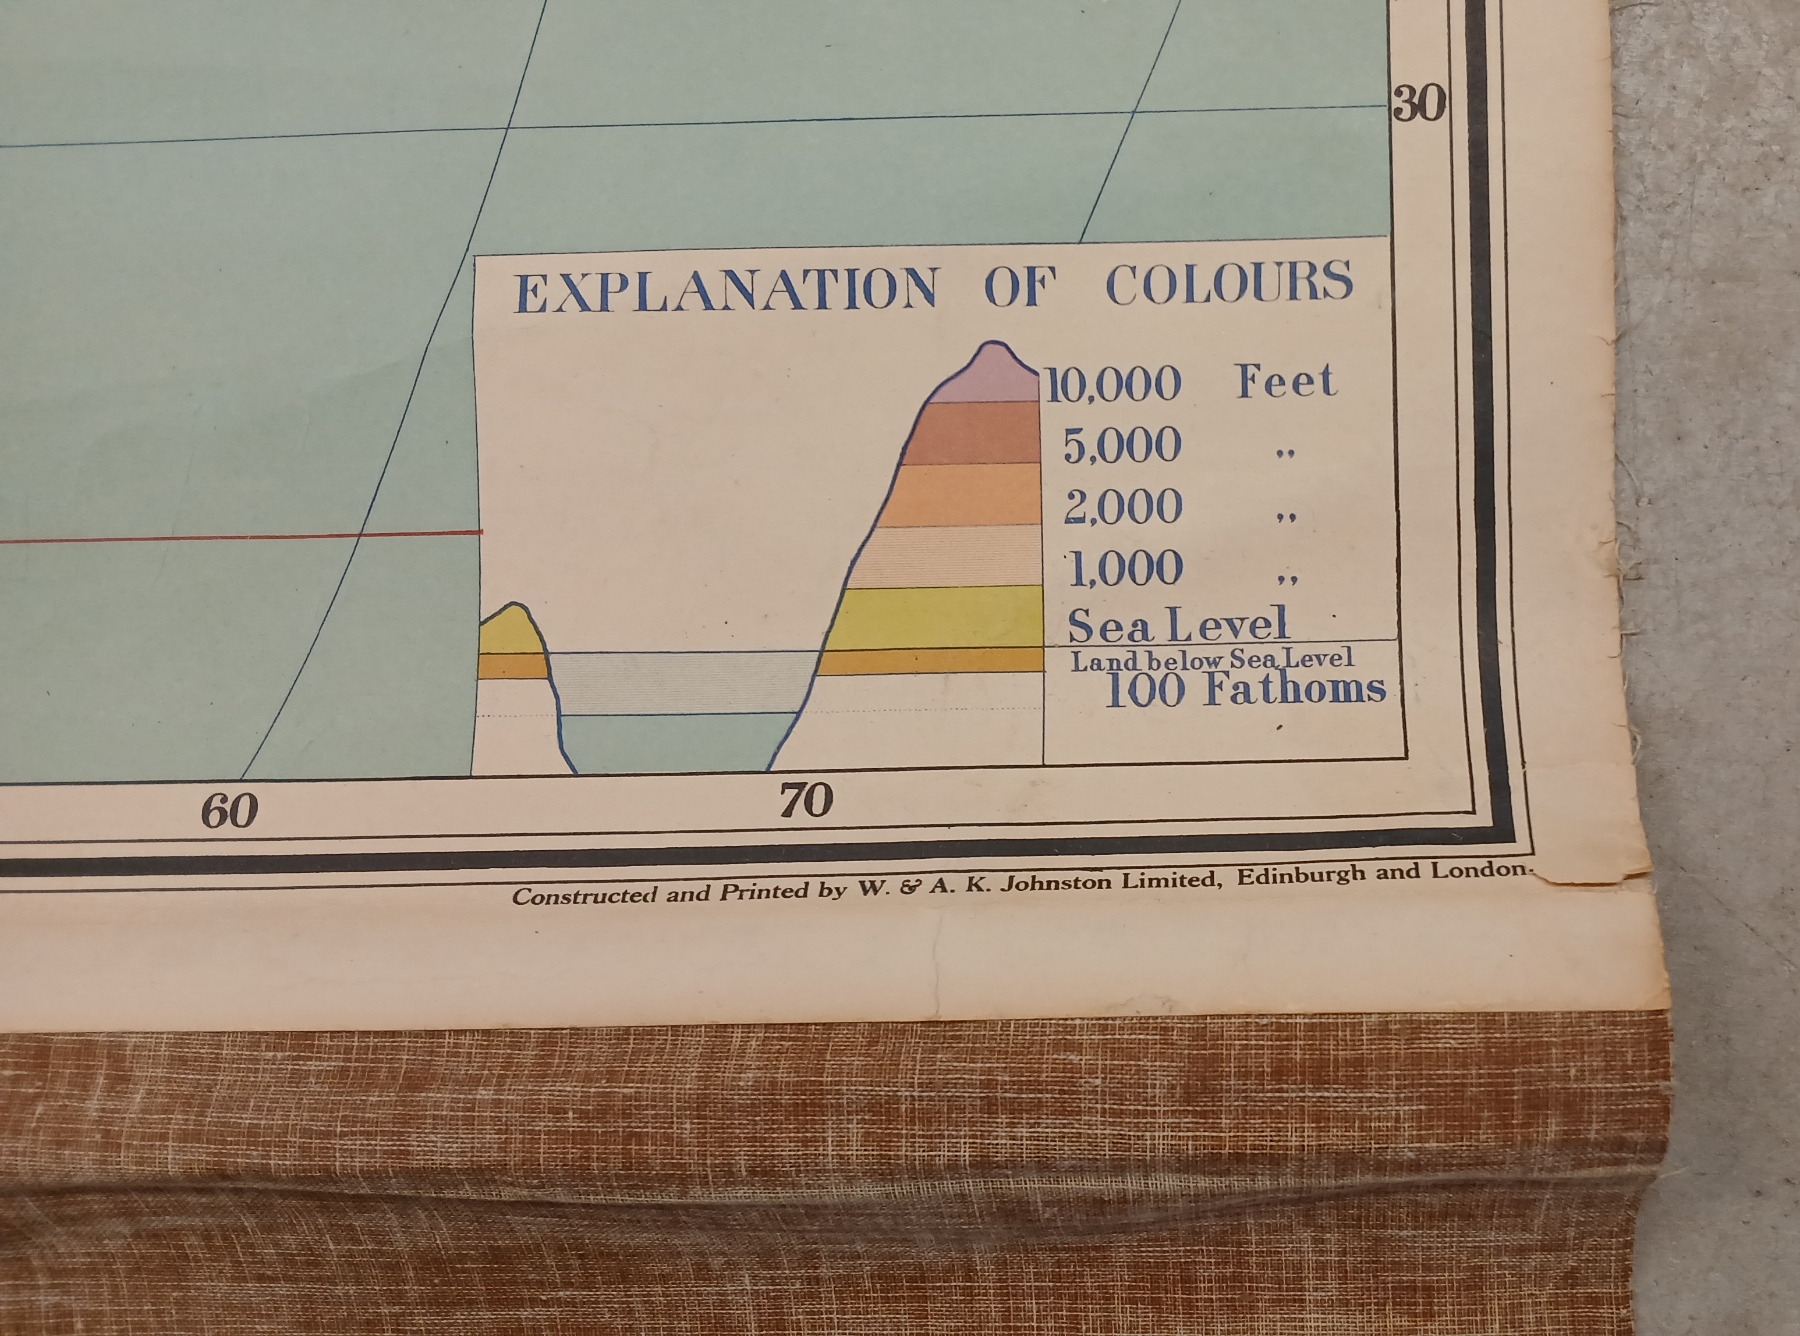 30
EXPLANATION OF COLOURS
10,000 Feet
5,000 ,,
2,000 ,,
1,000 ,,
Sea Level
Land below Sea Level
100 Fathoms
60 70
Constructed and Printed by W. & A. K. Johnston Limited, Edinburgh and London.